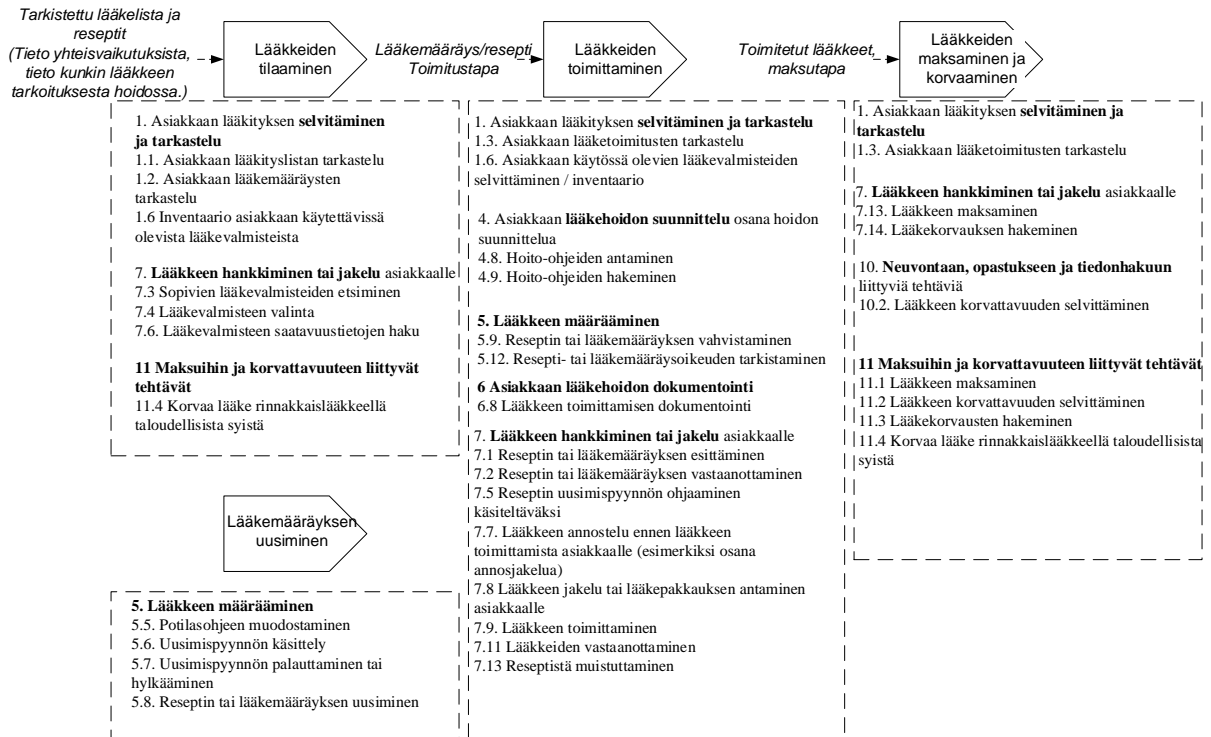 Tarkistettu lääkelista ja
reseptit
(Tieto yhteisvaikutuksista,
tieto kunkin lääkkeen
tarkoituksesta hoidossa.)
Lääkkeiden
tilaaminen
Lääkemääräys/resepti
Toimitustapa
Lääkkeiden
toimittaminen
Toimitetut lääkkeet,
maksutapa
Lääkkeiden
maksaminen ja
korvaaminen
1. Asiakkaan lääkityksen selvitäminen
ja tarkastelu
1.1. Asiakkaan lääkityslistan tarkastelu
1.2. Asiakkaan lääkemääräysten
tarkastelu
1.6 Inventaario asiakkaan käytettävissä
olevista lääkevalmisteista
7. Lääkkeen hankkiminen tai jakelu asiakkaalle
7.3 Sopivien lääkevalmisteiden etsiminen
7.4 Lääkevalmisteen valinta
7.6. Lääkevalmisteen saatavuustietojen haku
11 Maksuihin ja korvattavuuteen liittyvät
tehtävät
11.4 Korvaa lääke rinnakkaislääkkeellä
taloudellisista syistä
Lääkemääräyksen
uusiminen
5. Lääkkeen määrääminen
5.5. Potilasohjeen muodostaminen
5.6. Uusimispyynnön käsittely
5.7. Uusimispyynnön palauttaminen tai
hylkääminen
5.8. Reseptin tai lääkemääräyksen uusiminen
1. Asiakkaan lääkityksen selvitäminen ja tarkastelu
1.3. Asiakkaan lääketoimitusten tarkastelu
1.6. Asiakkaan käytössä olevien lääkevalmisteiden
selvittäminen / inventaario
4. Asiakkaan lääkehoidon suunnittelu osana hoidon
suunnittelua
4.8. Hoito-ohjeiden antaminen
4.9. Hoito-ohjeiden hakeminen
5. Lääkkeen määrääminen
5.9. Reseptin tai lääkemääräyksen vahvistaminen
5.12. Resepti- tai lääkemääräysoikeuden tarkistaminen
6 Asiakkaan lääkehoidon dokumentointi
6.8 Lääkkeen toimittamisen dokumentointi
7. Lääkkeen hankkiminen tai jakelu asiakkaalle
7.1 Reseptin tai lääkemääräyksen esittäminen
7.2 Reseptin tai lääkemääräyksen vastaanottaminen
7.5 Reseptin uusimispyynnön ohjaaminen
käsiteltäväksi
7.7. Lääkkeen annostelu ennen lääkkeen
toimittamista asiakkaalle (esimerkiksi osana
annosjakelua)
7.8 Lääkkeen jakelu tai lääkepakkauksen antaminen
asiakkaalle
7.9. Lääkkeen toimittaminen
7.11 Lääkkeiden vastaanottaminen
7.13 Reseptistä muistuttaminen
1. Asiakkaan lääkityksen selvitäminen ja
tarkastelu
1.3. Asiakkaan lääketoimitusten tarkastelu
7. Lääkkeen hankkiminen tai jakelu asiakkaalle
7.13. Lääkkeen maksaminen
7.14. Lääkekorvauksen hakeminen
10. Neuvontaan, opastukseen ja tiedonhakuun
liittyviä tehtäviä
10.2. Lääkkeen korvattavuuden selvittäminen
11 Maksuihin ja korvattavuuteen liittyvät tehtävät
11.1 Lääkkeen maksaminen
11.2 Lääkkeen korvattavuuden selvittäminen
11.3 Lääkekorvausten hakeminen
11.4 Korvaa lääke rinnakkaislääkkeellä taloudellisista
syistä